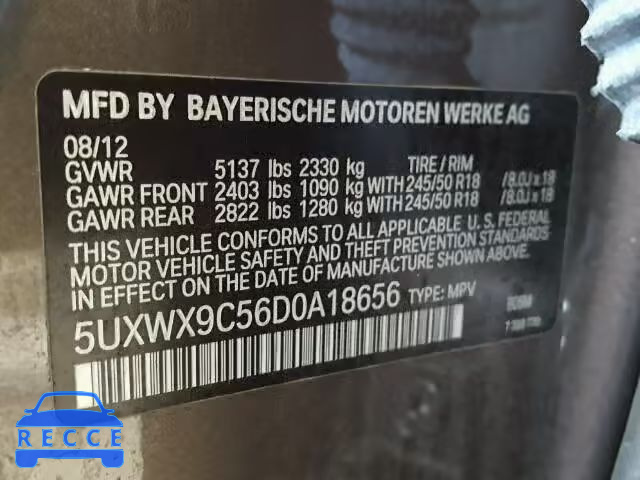 MFD BY BAYERISCHE MOTOREN WERKE AG
08/12
GVWR 5137 lbs 2330 kg TIRE / RIM
GAWR FRONT 2403 lbs 1090 kg WITH 245/50 R18 /8.0J x 18
GAWR REAR 2822 lbs 1280 kg WITH 245/50 R18 /8.0J x 18
THIS VEHICLE CONFORMS TO ALL APPLICABLE U. S. FEDERAL
MOTOR VEHICLE SAFETY AND THEFT PREVENTION STANDARDS
IN EFFECT ON THE DATE OF MANUFACTURE SHOWN ABOVE.
5UXWX9C56D0A18656 TYPE: MPV
RECCE